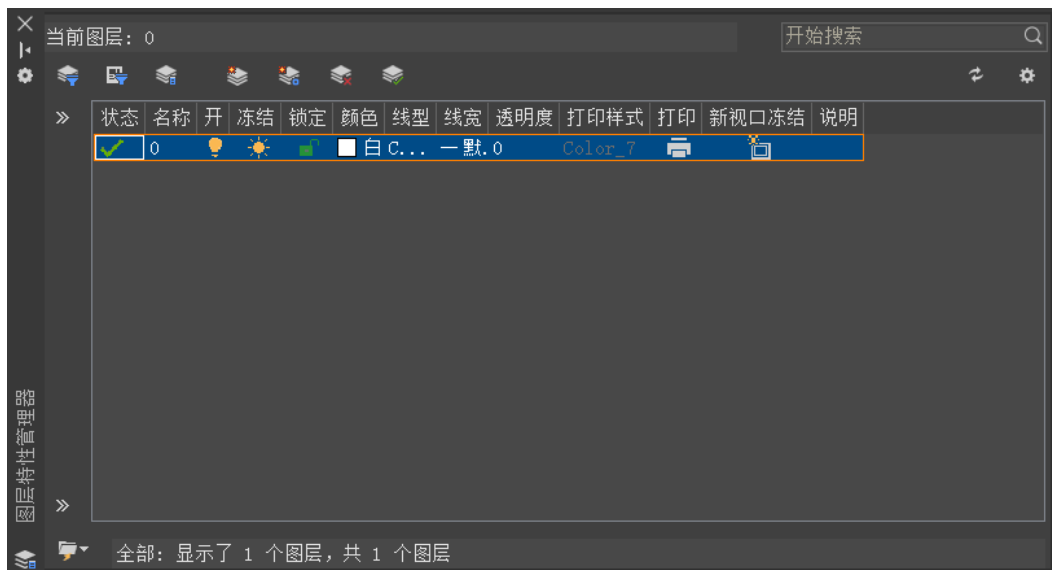 当前图层: 0
开始搜索
状态 名称 开 冻结 锁定 颜色 线型 线宽 透明度 打印样式 打印 新视口冻结 说明
0 白 C... 一 默. 0 Color_7
图层特性管理器
全部: 显示了 1 个图层, 共 1 个图层